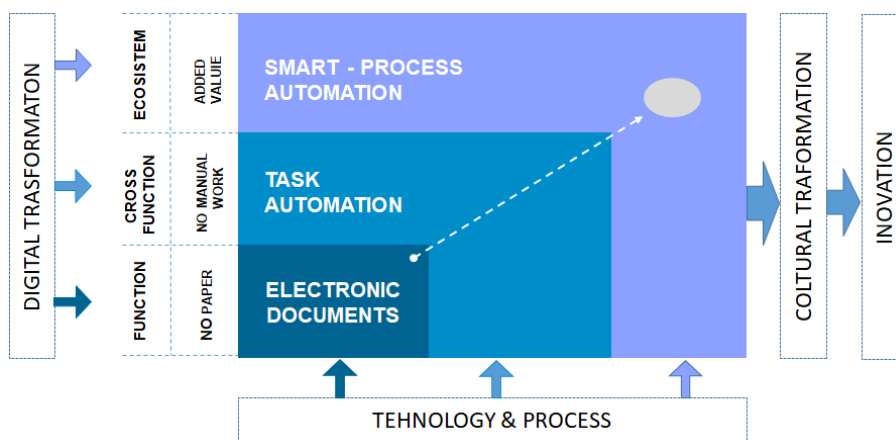 DIGITAL TRASFORMATON
ECOSISTEM
ADDED
VALUIE
SMART - PROCESS
AUTOMATION
CROSS
FUNCTION
NO MANUAL
WORK
TASK
AUTOMATION
FUNCTION
NO PAPER
ELECTRONIC
DOCUMENTS
COLTURAL TRAFORMATION
INOVATION
TEHNOLOGY & PROCESS